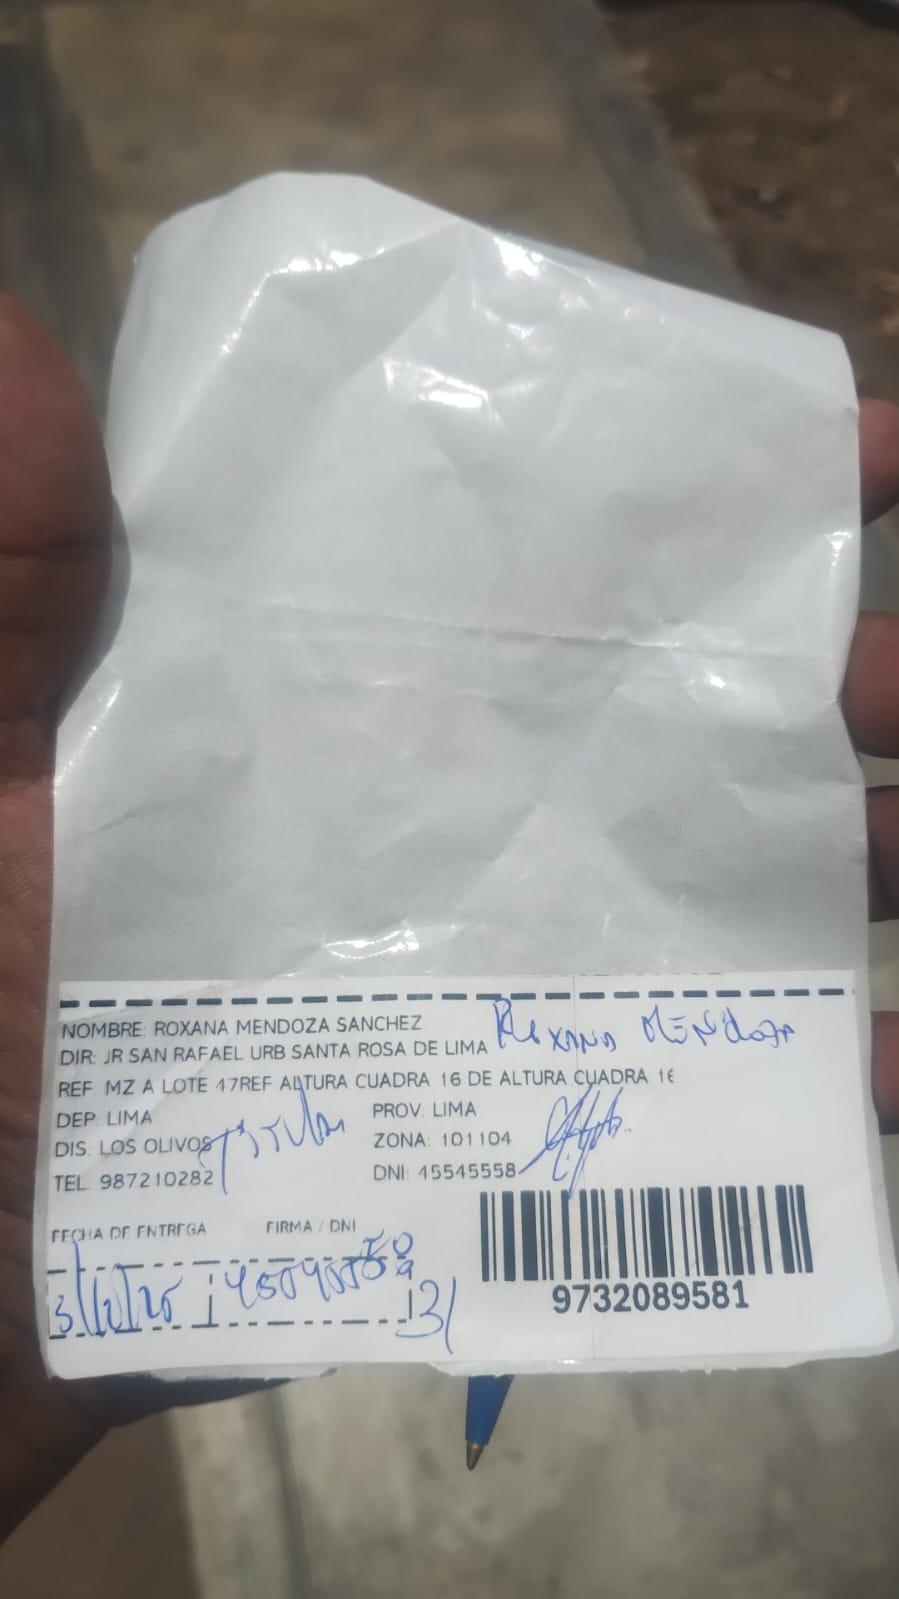 NOMBRE: ROXANA MENDOZA SANCHEZ
Roxana Mendoza
DIR: JR SAN RAFAEL URB SANTA ROSA DE LIMA
REF: MZ A LOTE 47REF ALTURA CUADRA 16 DE ALTURA CUADRA 16
DEP: LIMA
PROV: LIMA
DIS: LOS OLIVOS
ZONA: 101104
TEL: 987210282
DNI: 45545558
FECHA DE ENTREGA
FIRMA / DNI
9732089581